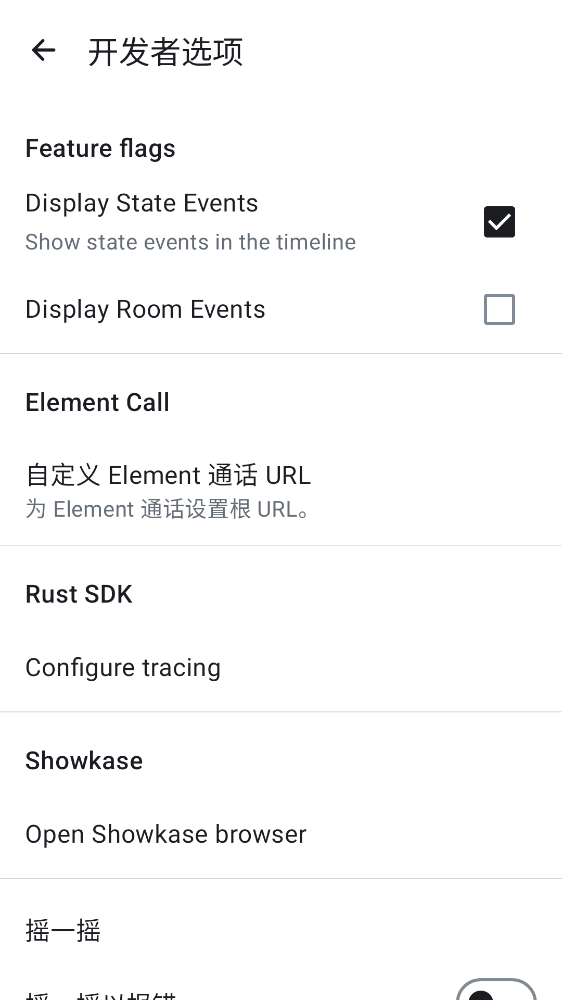 开发者选项
Feature flags
Display State Events
Show state events in the timeline
Display Room Events
Element Call
自定义 Element 通话 URL
为 Element 通话设置根 URL。
Rust SDK
Configure tracing
Showkase
Open Showkase browser
摇一摇